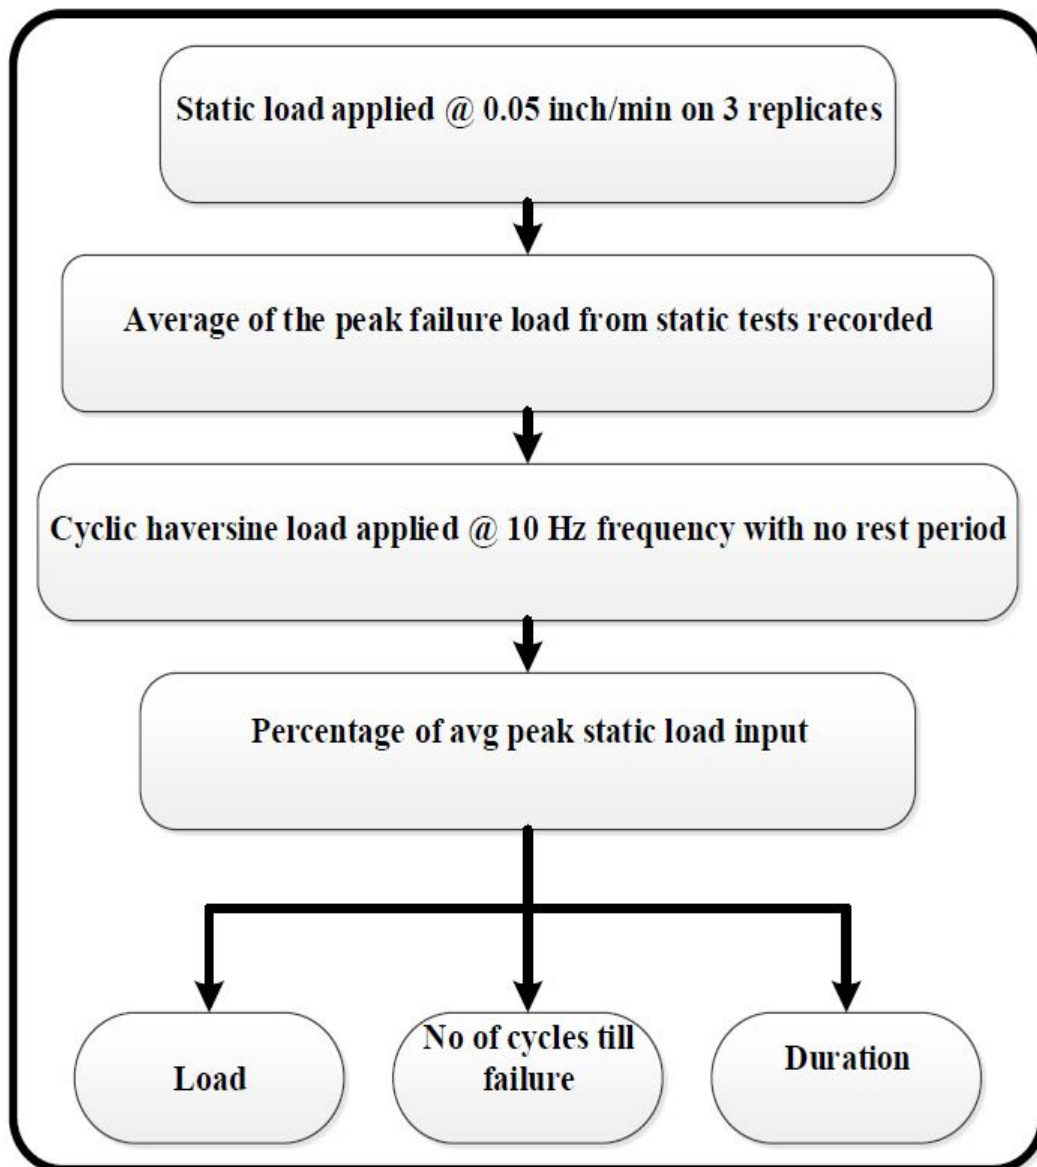 Static load applied @ 0.05 inch/min on 3 replicates
Average of the peak failure load from static tests recorded
Cyclic haversine load applied @ 10 Hz frequency with no rest period
Percentage of avg peak static load input
Load
No of cycles till
failure
Duration